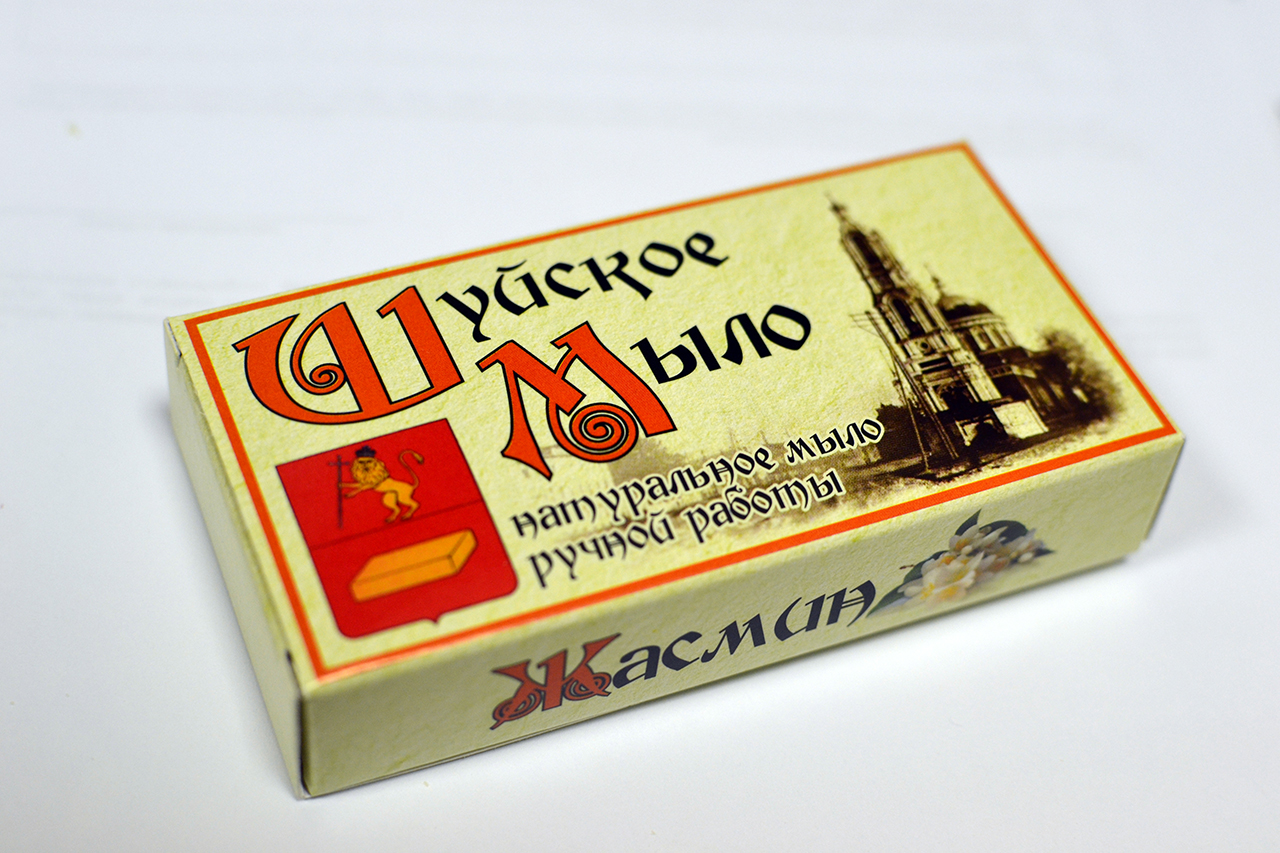 Шуйское
Мыло
натуральное мыло
ручной работы
Жасмин